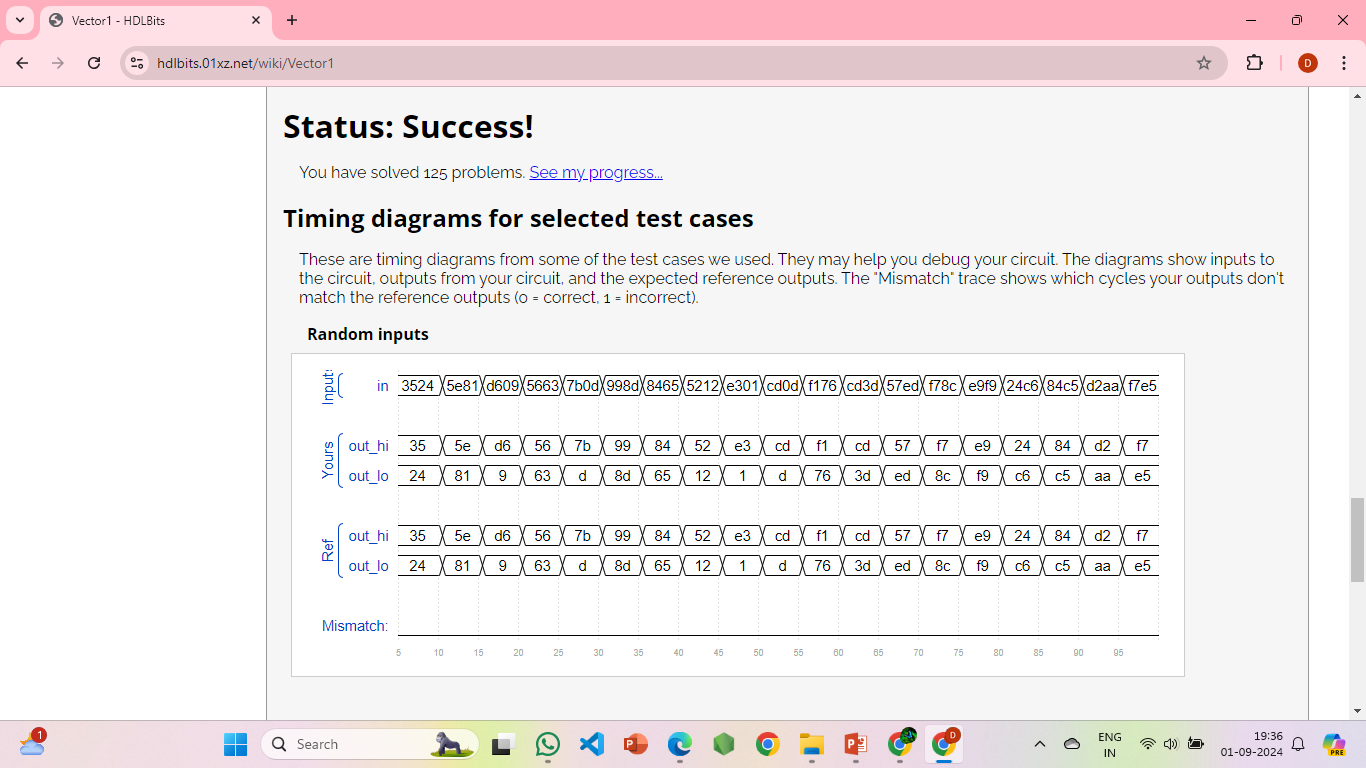 Vector1 - HDLBits
hdlbits.01xz.net/wiki/Vector1
D
Status: Success!
You have solved 125 problems. See my progress...
Timing diagrams for selected test cases
These are timing diagrams from some of the test cases we used. They may help you debug your circuit. The diagrams show inputs to
the circuit, outputs from your circuit, and the expected reference outputs. The "Mismatch" trace shows which cycles your outputs don't
match the reference outputs (0 = correct, 1 = incorrect).
Random inputs
Inputs in 3524 5e81 d609 5663 7b0d 998d 8465 5212 e301 cd0d f176 cd3d 57ed f78c e9f9 24c6 84c5 d2aa f7e5
Yours
out_hi 35 5e d6 56 7b 99 84 52 e3 cd f1 cd 57 f7 e9 24 84 d2 f7
out_lo 24 81 9 63 d 8d 65 12 1 d 76 3d ed 8c f9 c6 c5 aa e5
Ref
out_hi 35 5e d6 56 7b 99 84 52 e3 cd f1 cd 57 f7 e9 24 84 d2 f7
out_lo 24 81 9 63 d 8d 65 12 1 d 76 3d ed 8c f9 c6 c5 aa e5
Mismatch:
5 10 15 20 25 30 35 40 45 50 55 60 65 70 75 80 85 90 95
1
Search
D
ENG
IN
19:36
01-09-2024
PRE